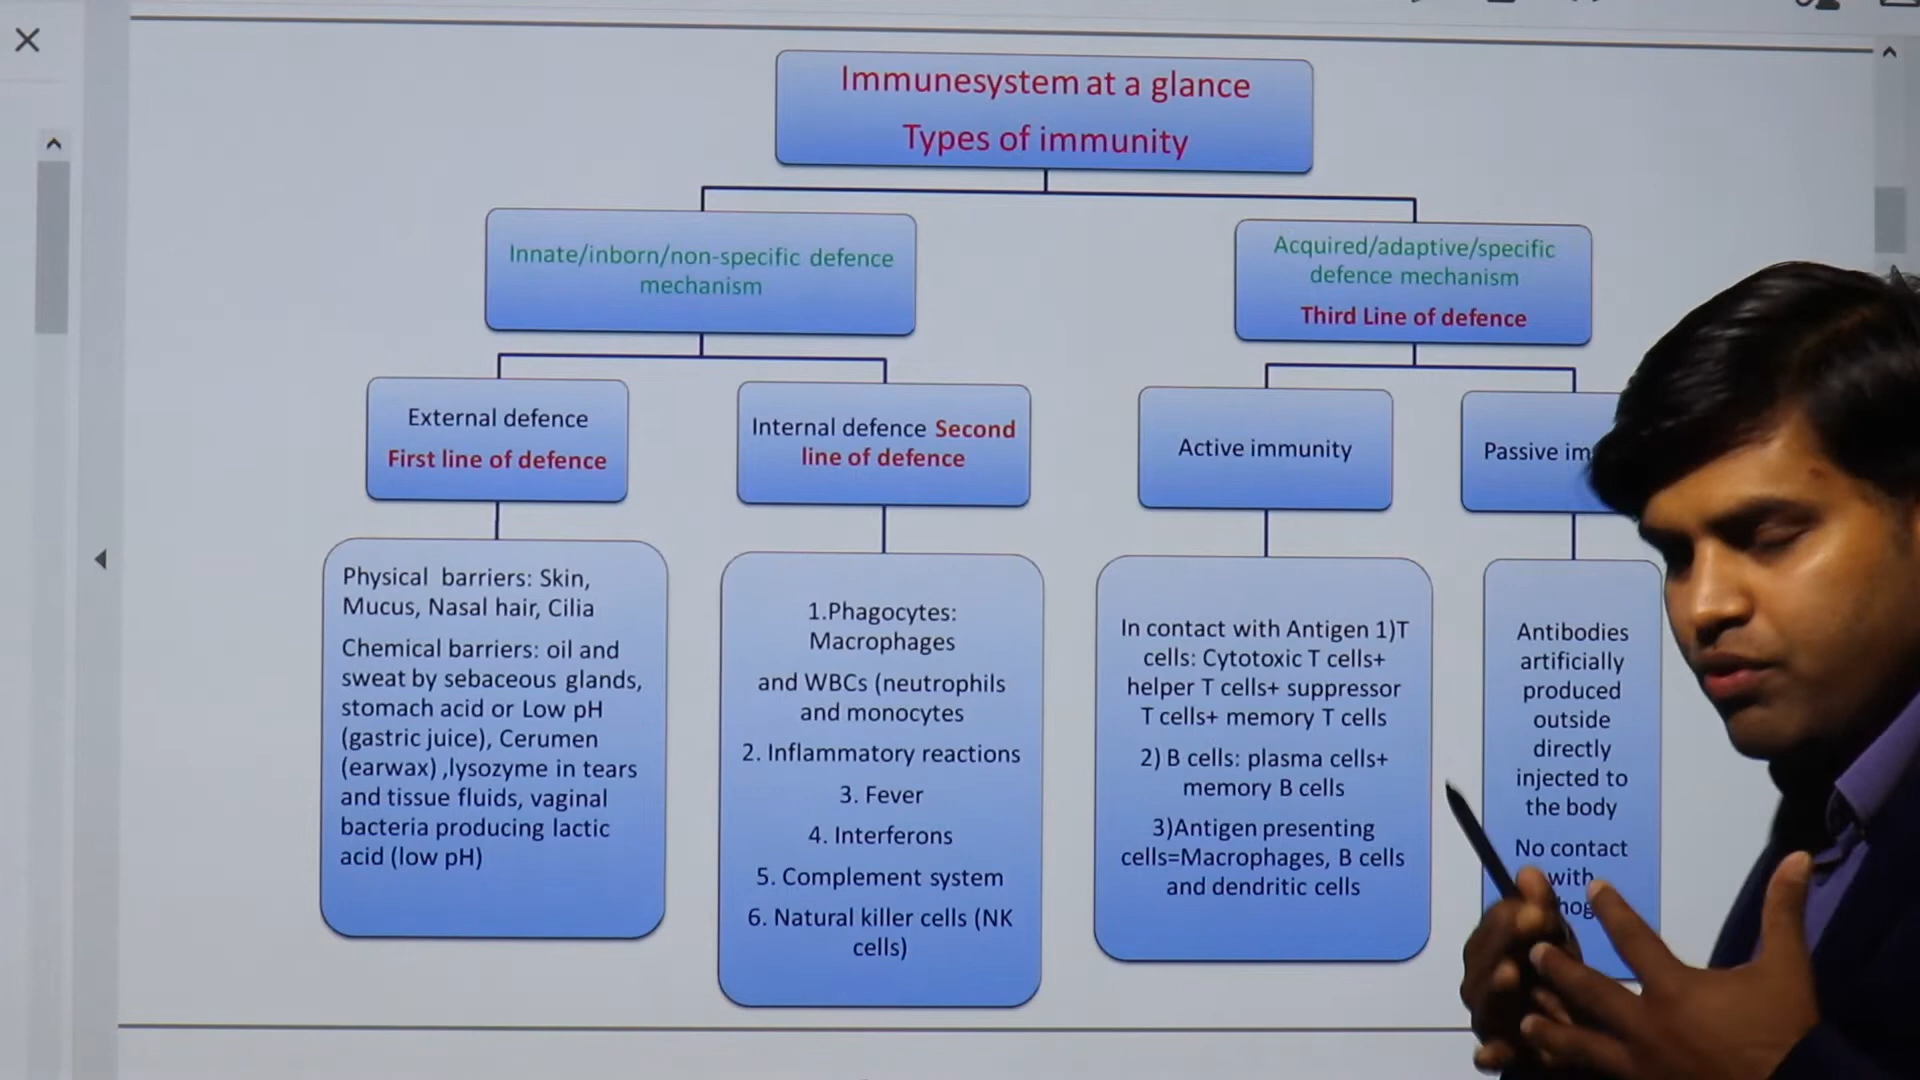 Immunesystem at a glance
Types of immunity
Innate/inborn/non-specific defence
mechanism
Acquired/adaptive/specific
defence mechanism
Third Line of defence
External defence
First line of defence
Internal defence Second
line of defence
Active immunity
Passive
Physical barriers: Skin,
Mucus, Nasal hair, Cilia
Chemical barriers: oil and
sweat by sebaceous glands,
stomach acid or Low pH
(gastric juice), Cerumen
(earwax) ,lysozyme in tears
and tissue fluids, vaginal
bacteria producing lactic
acid (low pH)
1.Phagocytes:
Macrophages
and WBCs (neutrophils
and monocytes
2. Inflammatory reactions
3. Fever
4. Interferons
5. Complement system
6. Natural killer cells (NK
cells)
In contact with Antigen 1)T
cells: Cytotoxic T cells+
helper T cells+ suppressor
T cells+ memory T cells
2) B cells: plasma cells+
memory B cells
3)Antigen presenting
cells=Macrophages, B cells
and dendritic cells
Antibodies
artificially
produced
outside
directly
injected to
the body
No contact
with